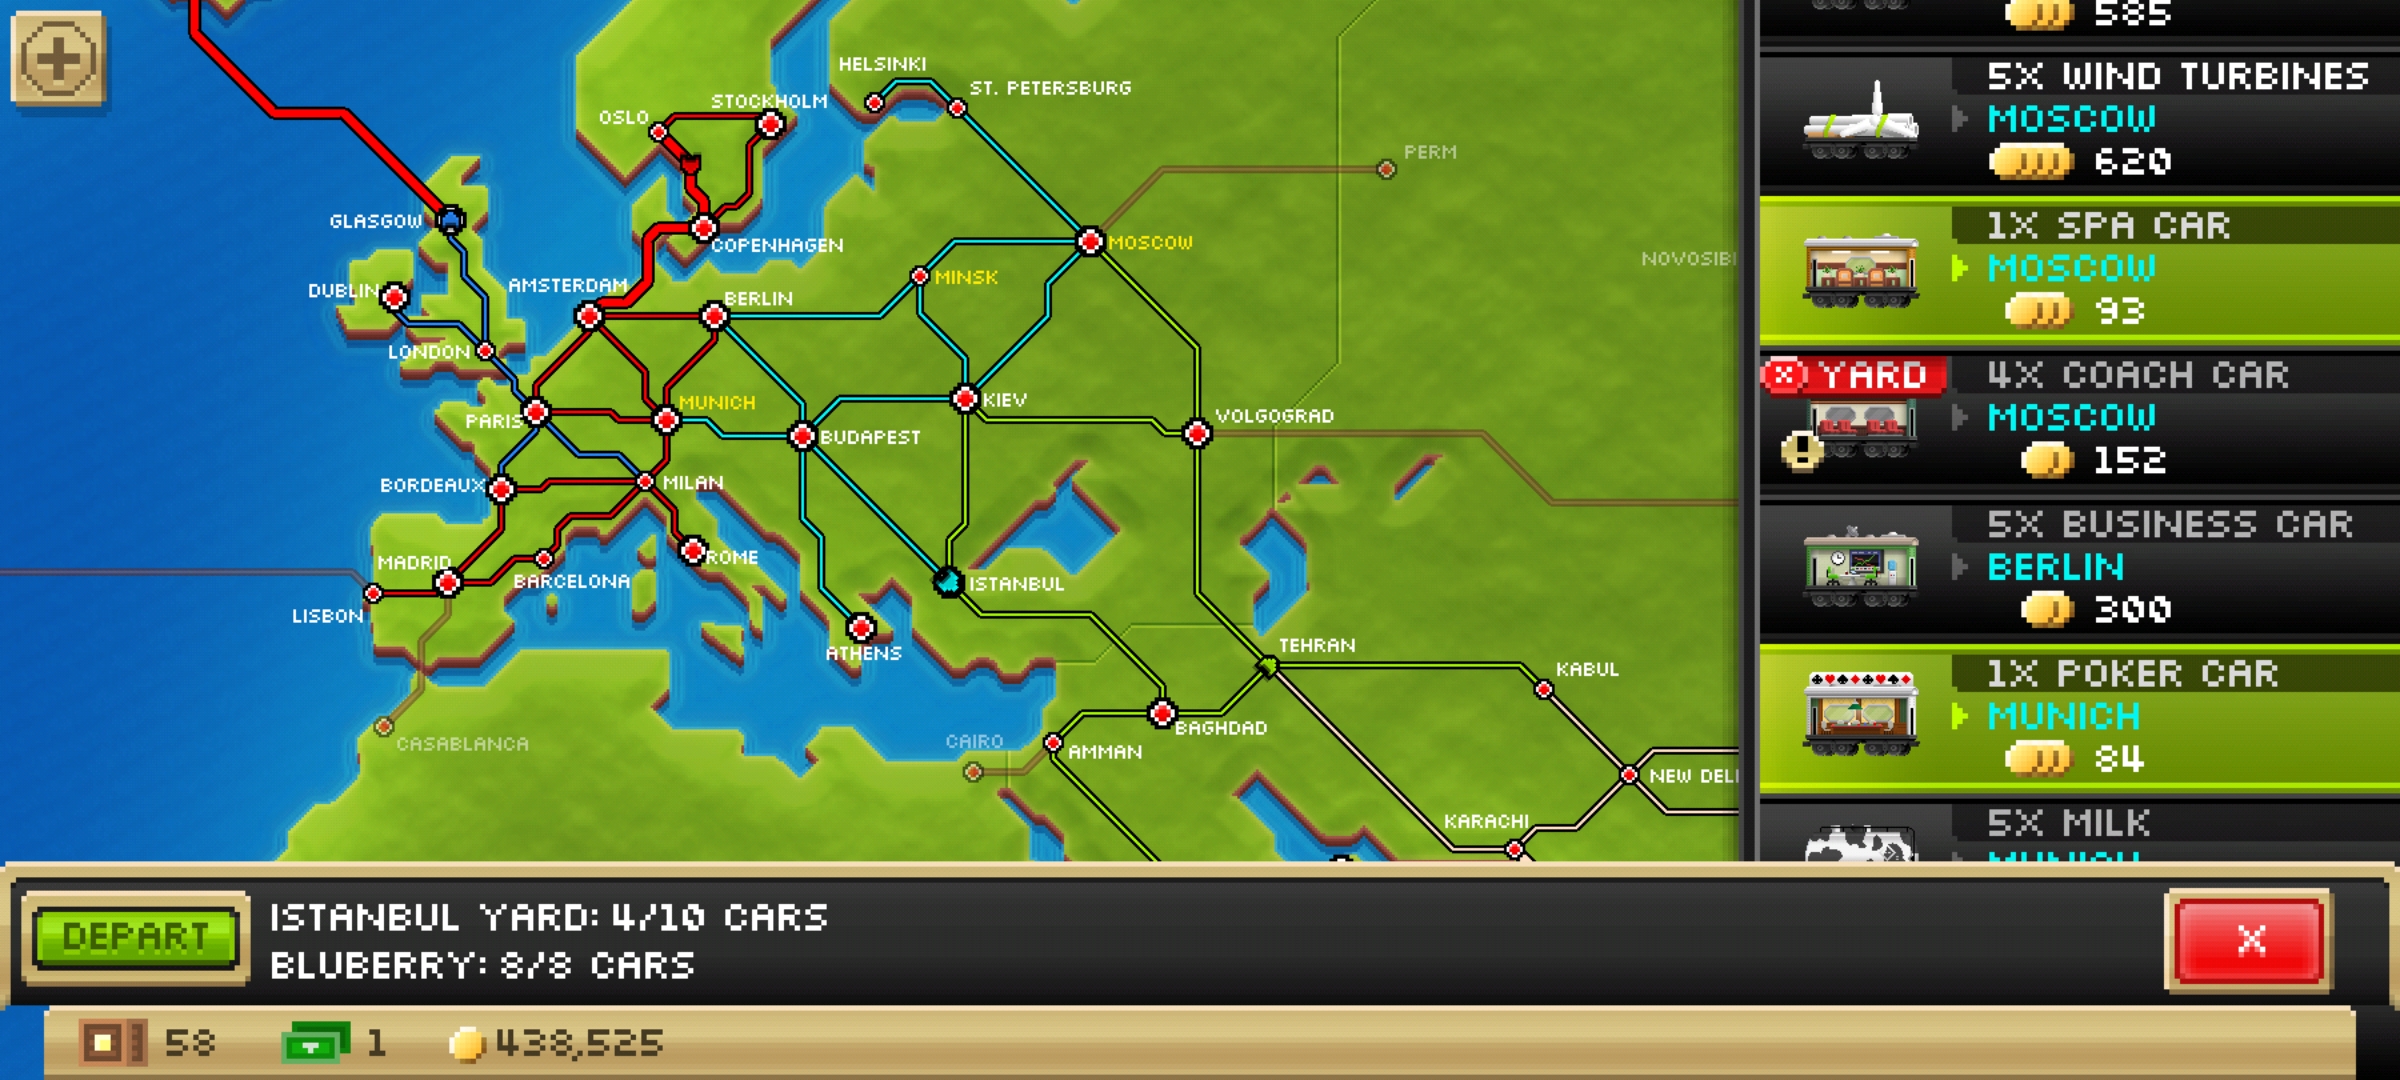 HELSINKI
ST. PETERSBURG
STOCKHOLM
OSLO
PERM
GLASGOW
COPENHAGEN
MOSCOW
NOVOSIB
MINSK
DUBLIN
AMSTERDAM
BERLIN
LONDON
MUNICH
KIEV
PARIS
BUDAPEST
VOLGOGRAD
BORDEAUX
MILAN
MADRID
BARCELONA
ROME
ISTANBUL
LISBON
ATHENS
TEHRAN
KABUL
BAGHDAD
CASABLANCA
CAIRO
AMMAN
NEW DEL
KARACHI
585
5X WIND TURBINES
MOSCOW
620
1X SPA CAR
MOSCOW
93
X YARD
4X COACH CAR
MOSCOW
! 152
5X BUSINESS CAR
BERLIN
300
1X POKER CAR
MUNICH
84
5X MILK
MUNICH
DEPART
ISTANBUL YARD: 4/10 CARS
BLUBERRY: 8/8 CARS
X
58
1
438,525